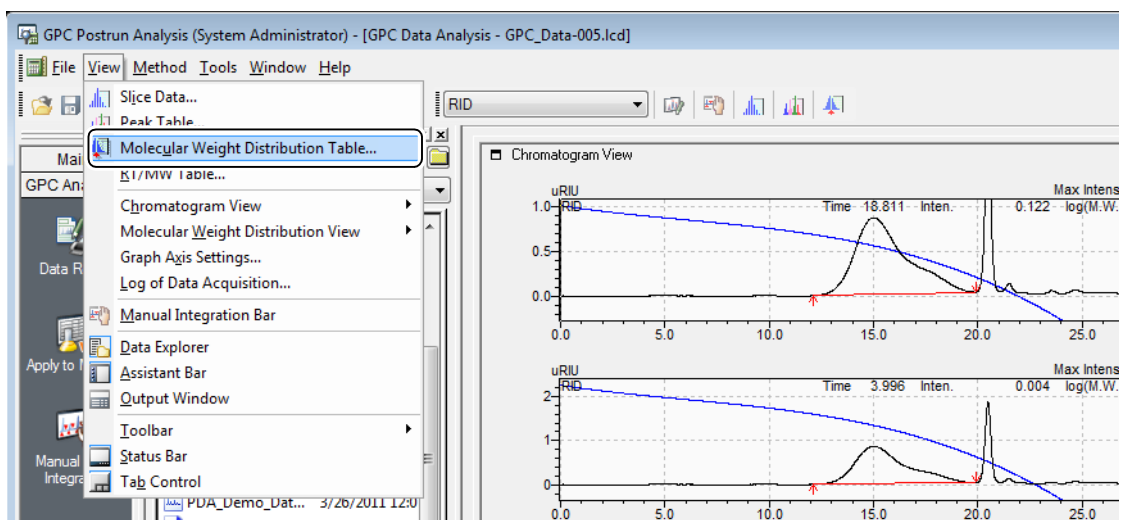 GPC Postrun Analysis (System Administrator) - [GPC Data Analysis - GPC_Data-005.lcd]
File View Method Tools Window Help
Slice Data...
RID
Peak Table...
Molecular Weight Distribution Table...
Mai
RT/MW Table...
GPC Ana
Chromatogram View
Molecular Weight Distribution View
Graph Axis Settings...
Data R
Log of Data Acquisition...
Manual Integration Bar
Data Explorer
Apply to
Assistant Bar
Output Window
Toolbar
Manual
Status Bar
Integra
Tab Control
PDA_Demo_Dat... 3/26/2011 12:0
Chromatogram View
uRIU Max Intens
1.0 RID Time 18.811 Inten. 0.122 log(M.W.
0.5
0.0
0.0 5.0 10.0 15.0 20.0 25.0
uRIU Max Intens
2 RID Time 3.996 Inten. 0.004 log(M.W.
1
0
0.0 5.0 10.0 15.0 20.0 25.0